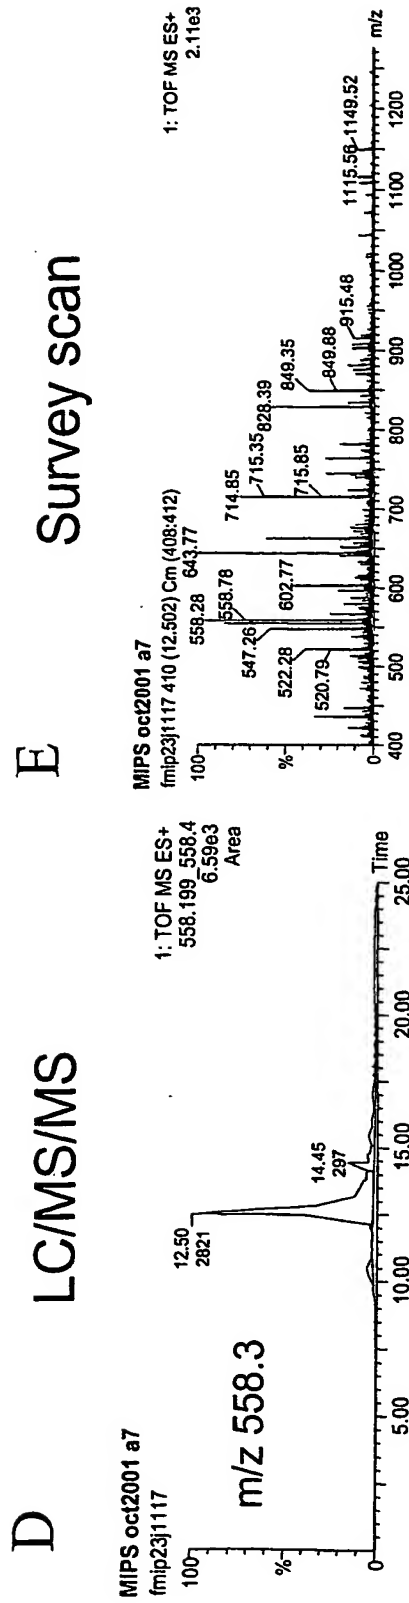 D
LC/MS/MS
MIPS oct2001 a7
fmip23j1117
1: TOF MS ES+
558.199_558.4
6.59e3
Area
100
%
0
m/z 558.3
12.50
2821
14.45
297
5.00
10.00
15.00
20.00
25.00
Time
E
Survey scan
MIPS oct2001 a7
fmip23j1117 410 (12.502) Cm (408:412)
1: TOF MS ES+
2.11e3
100
%
0
558.28
643.77
558.78
547.26
522.28
520.79
602.77
714.85
715.35
715.85
828.39
849.35
849.88
915.48
1115.56
1149.52
400
500
600
700
800
900
1000
1100
1200
m/z